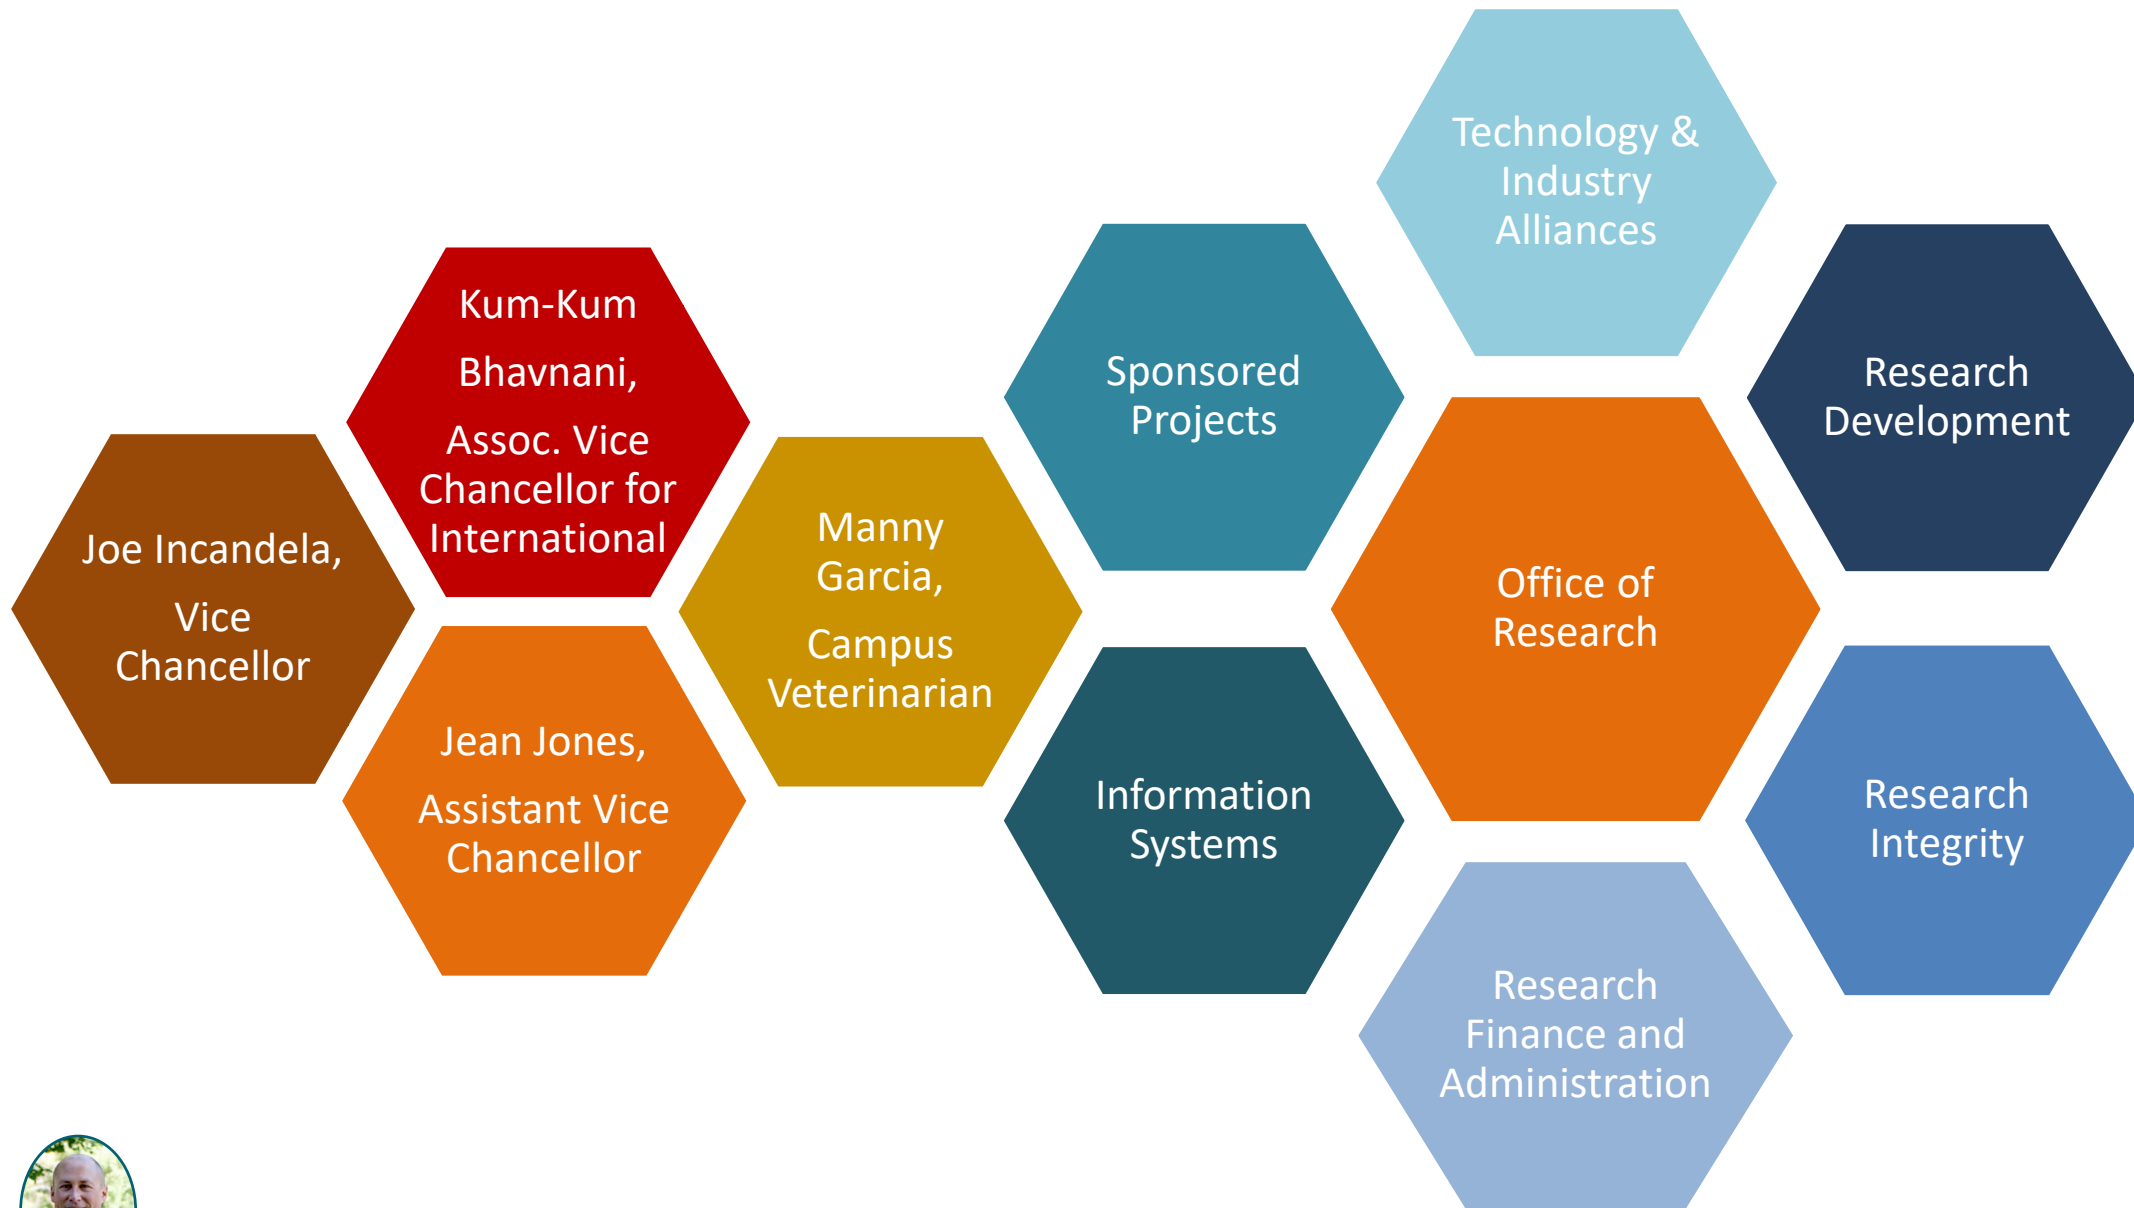 Technology &
Industry
Alliances
Kum-Kum
Bhavnani,
Assoc. Vice
Chancellor for
International
Sponsored
Projects
Research
Development
Joe Incandela,
Vice
Chancellor
Manny
Garcia,
Campus
Veterinarian
Office of
Research
Jean Jones,
Assistant Vice
Chancellor
Information
Systems
Research
Integrity
Research
Finance and
Administration